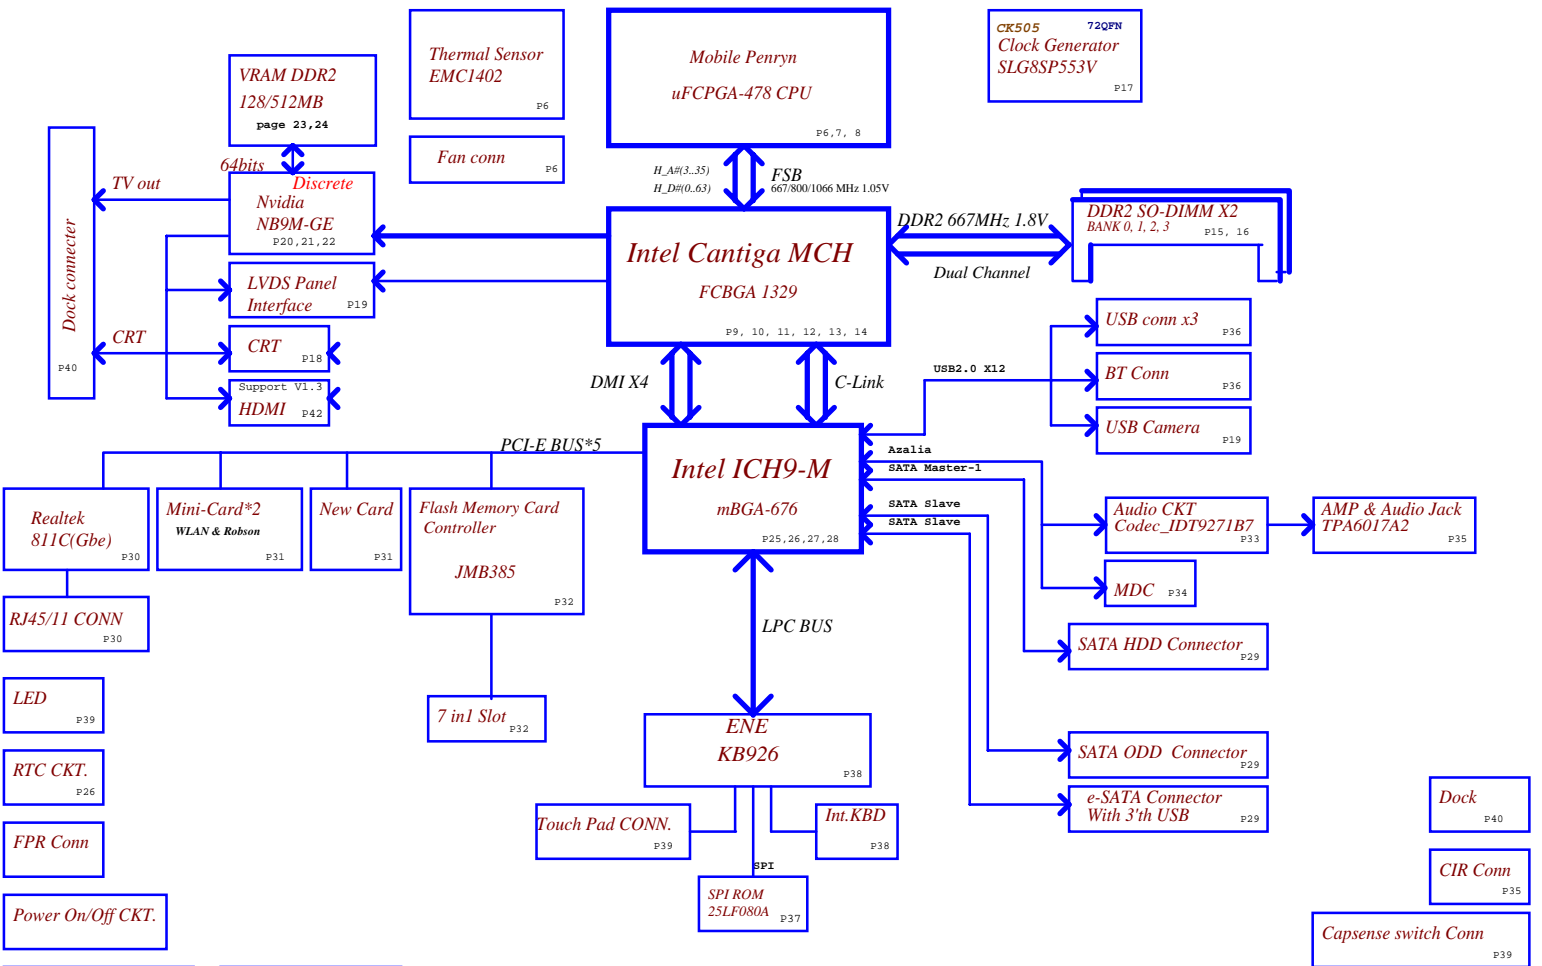 Thermal Sensor
EMC1402
P6
Mobile Penryn
uFCPGA-478 CPU
P6,7, 8
CK505
72QFN
Clock Generator
SLG8SP553V
P17
VRAM DDR2
128/512MB
page 23,24
Fan conn
P6
64bits
H_A#(3..35)
H_D#(0..63)
FSB
667/800/1066 MHz 1.05V
TV out
Discrete
Nvidia
NB9M-GE
P20,21,22
Dock connecter
P40
Intel Cantiga MCH
FCBGA 1329
P9, 10, 11, 12, 13, 14
DDR2 667MHz 1.8V
Dual Channel
DDR2 SO-DIMM X2
BANK 0, 1, 2, 3
P15, 16
LVDS Panel
Interface
P19
CRT
CRT
P18
Support V1.3
HDMI
P42
DMI X4
C-Link
USB2.0 X12
USB conn x3
P36
BT Conn
P36
USB Camera
P19
PCI-E BUS*5
Intel ICH9-M
mBGA-676
P25,26,27,28
Azalia
SATA Master-1
SATA Slave
SATA Slave
Realtek
811C(Gbe)
P30
Mini-Card*2
WLAN & Robson
P31
New Card
P31
Flash Memory Card
Controller
JMB385
P32
Audio CKT
Codec_IDT9271B7
P33
AMP & Audio Jack
TPA6017A2
P35
MDC
P34
RJ45/11 CONN
P30
LPC BUS
SATA HDD Connector
P29
LED
P39
7 in1 Slot
P32
ENE
KB926
P38
SATA ODD  Connector
P29
RTC CKT.
P26
e-SATA Connector
With 3'th USB
P29
Dock
P40
Touch Pad CONN.
P39
Int.KBD
P38
FPR Conn
SPI
SPI ROM
25LF080A
P37
CIR Conn
P35
Power On/Off CKT.
Capsense switch Conn
P39